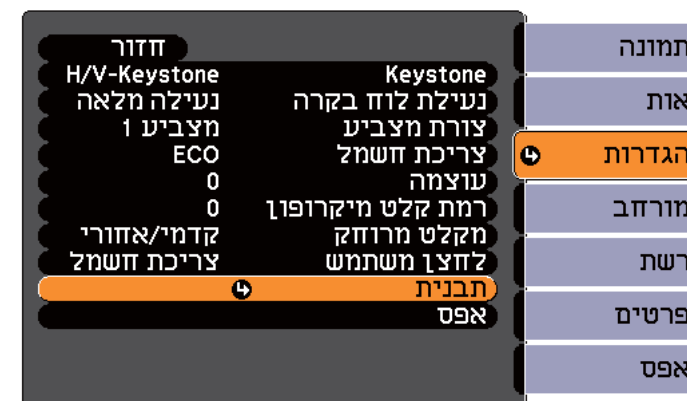 תמונה
אות
הגדרות
מורחב
רשת
פרטים
אפס
חזור
Keystone H/V-Keystone
נעילת לוח בקרה נעילה מלאה
צורת מצביע מצביע 1
צריכת חשמל ECO
עוצמה 0
רמת קלט מיקרופון 0
מקלט מרוחק קדמי/אחורי
לחצן משתמש צריכת חשמל
תבנית
אפס